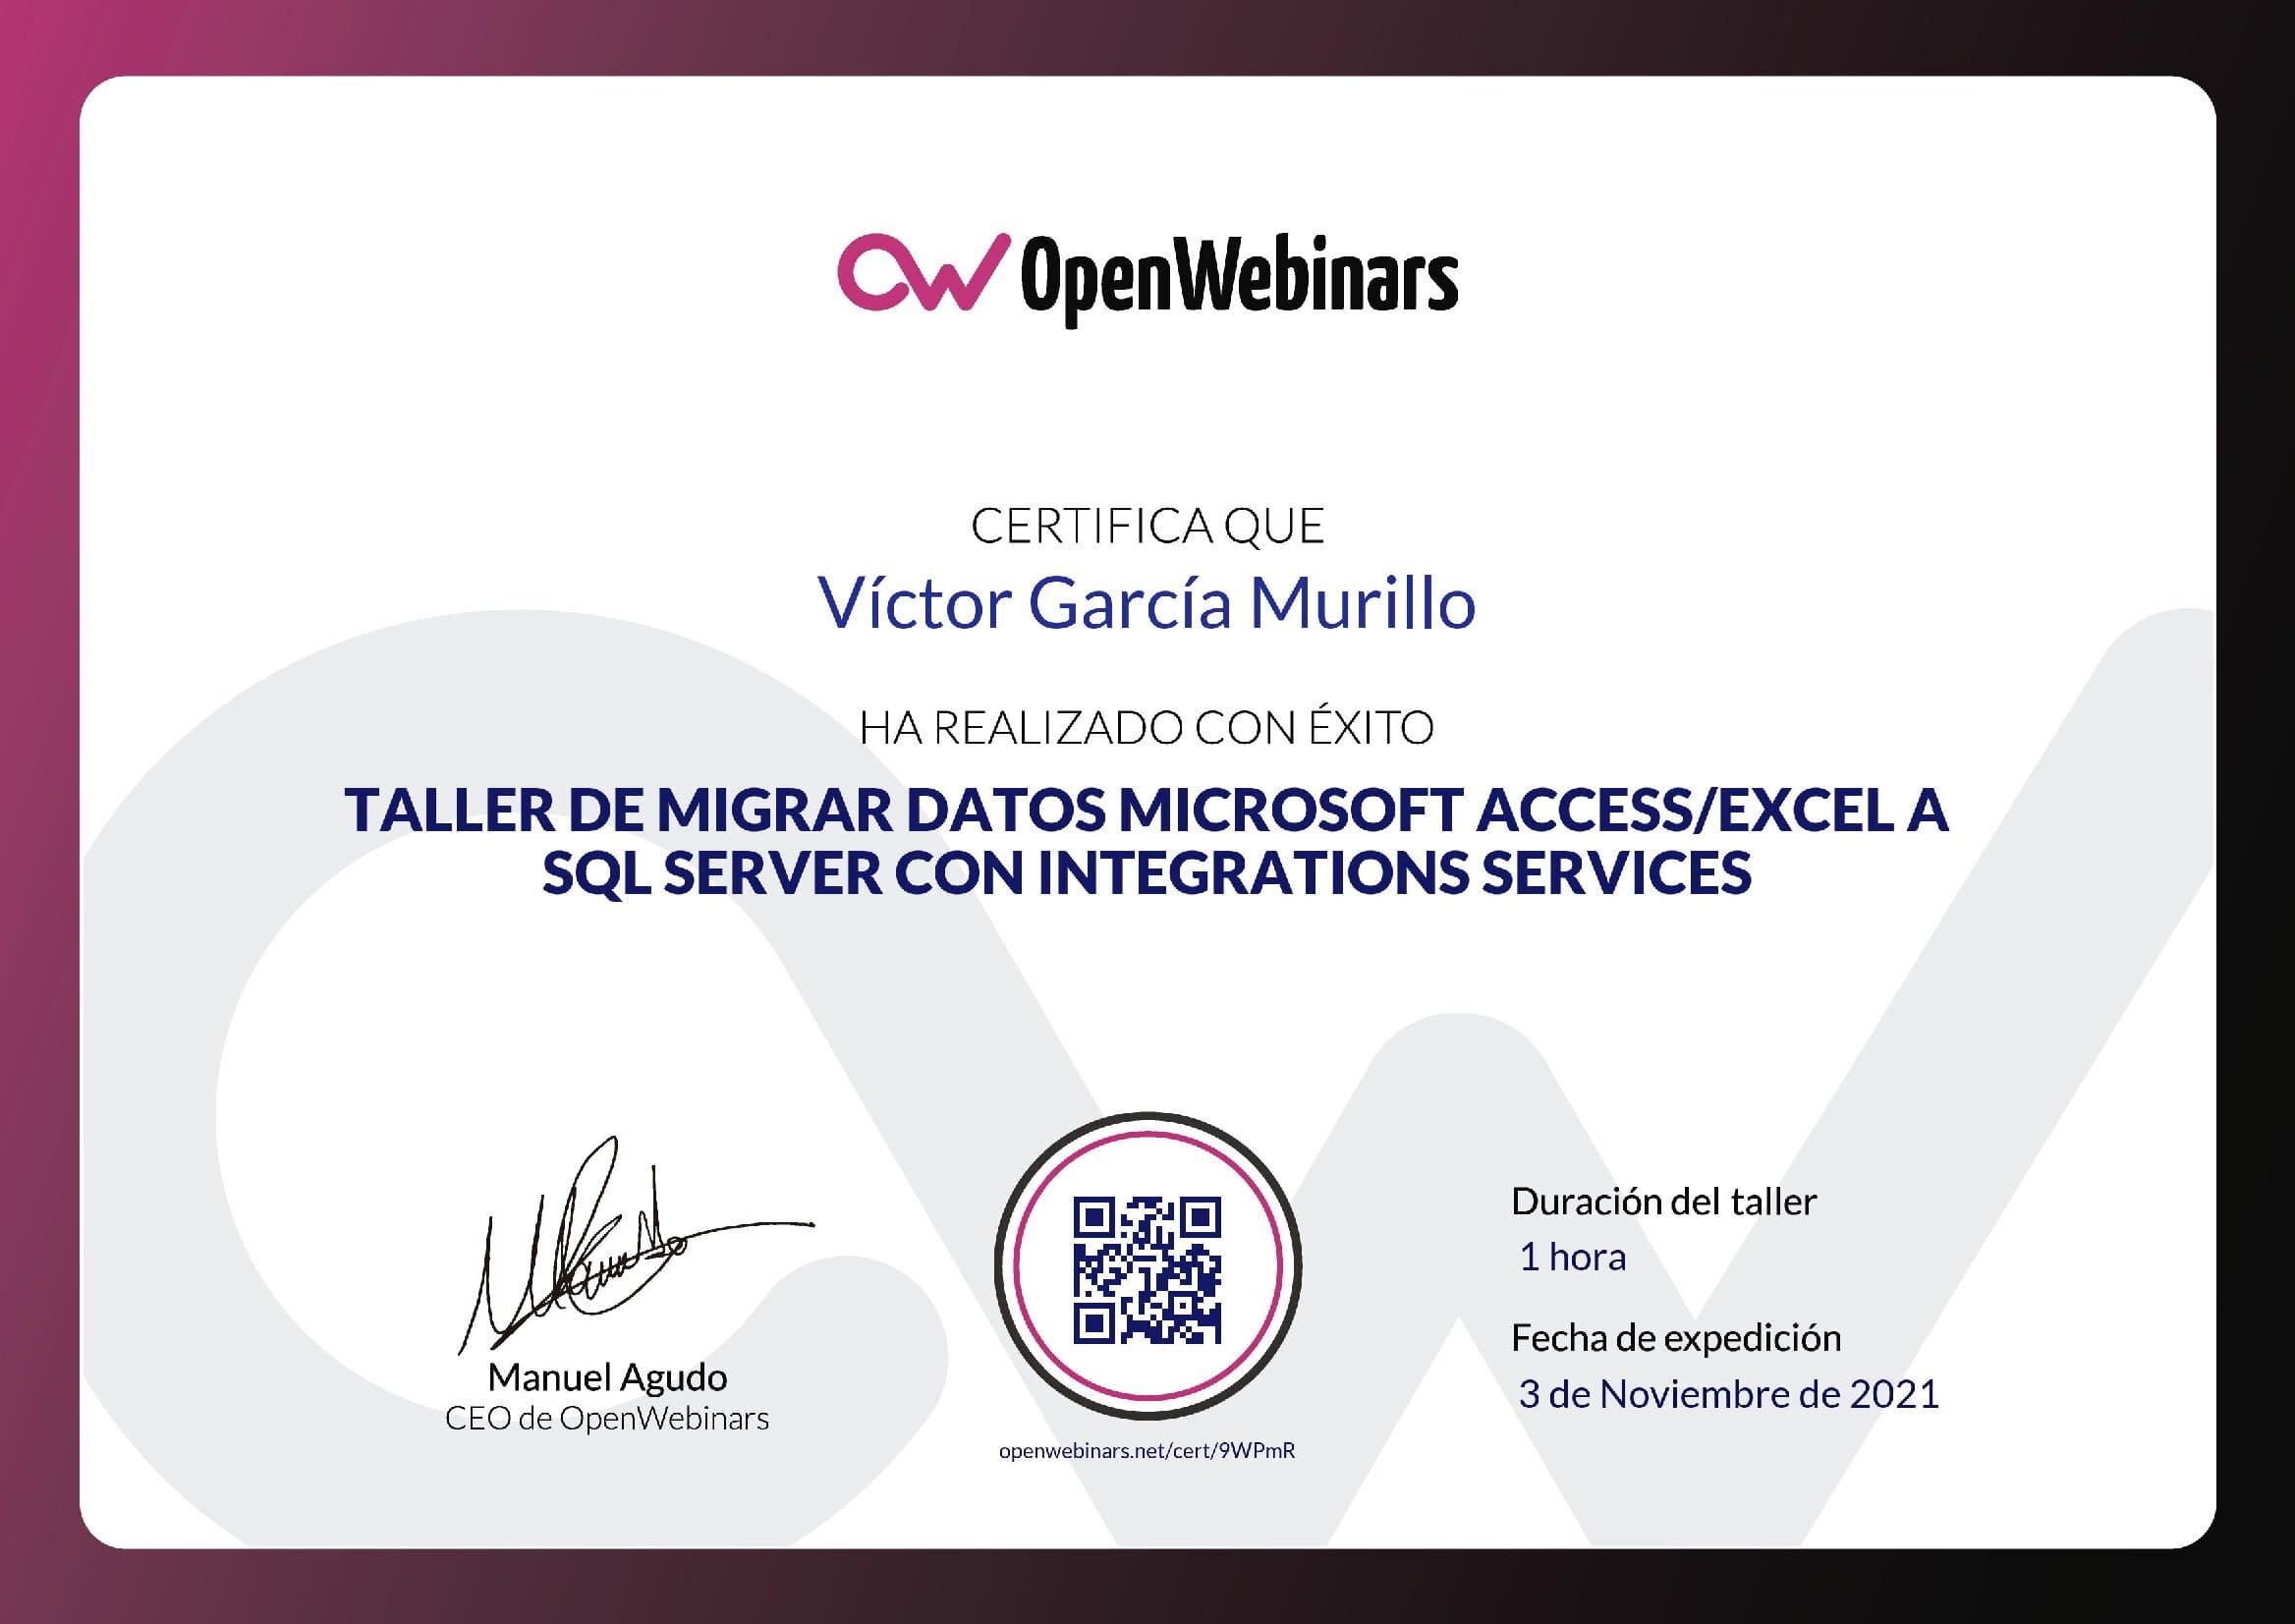 OpenWebinars
CERTIFICA QUE
Víctor García Murillo
HA REALIZADO CON ÉXITO
TALLER DE MIGRAR DATOS MICROSOFT ACCESS/EXCEL A
SQL SERVER CON INTEGRATIONS SERVICES
Manuel Agudo
CEO de OpenWebinars
openwebinars.net/cert/9WPmR
Duración del taller
1 hora
Fecha de expedición
3 de Noviembre de 2021